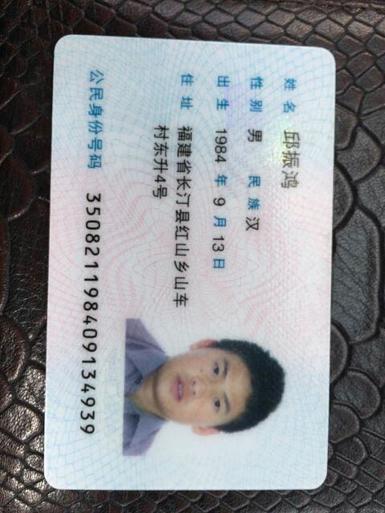 姓名 邱振鸿
性别 男 民族 汉
出生 1984 年 9 月 13 日
住址 福建省长汀县红山乡山车
村东升4号
公民身份号码 350821198409134939